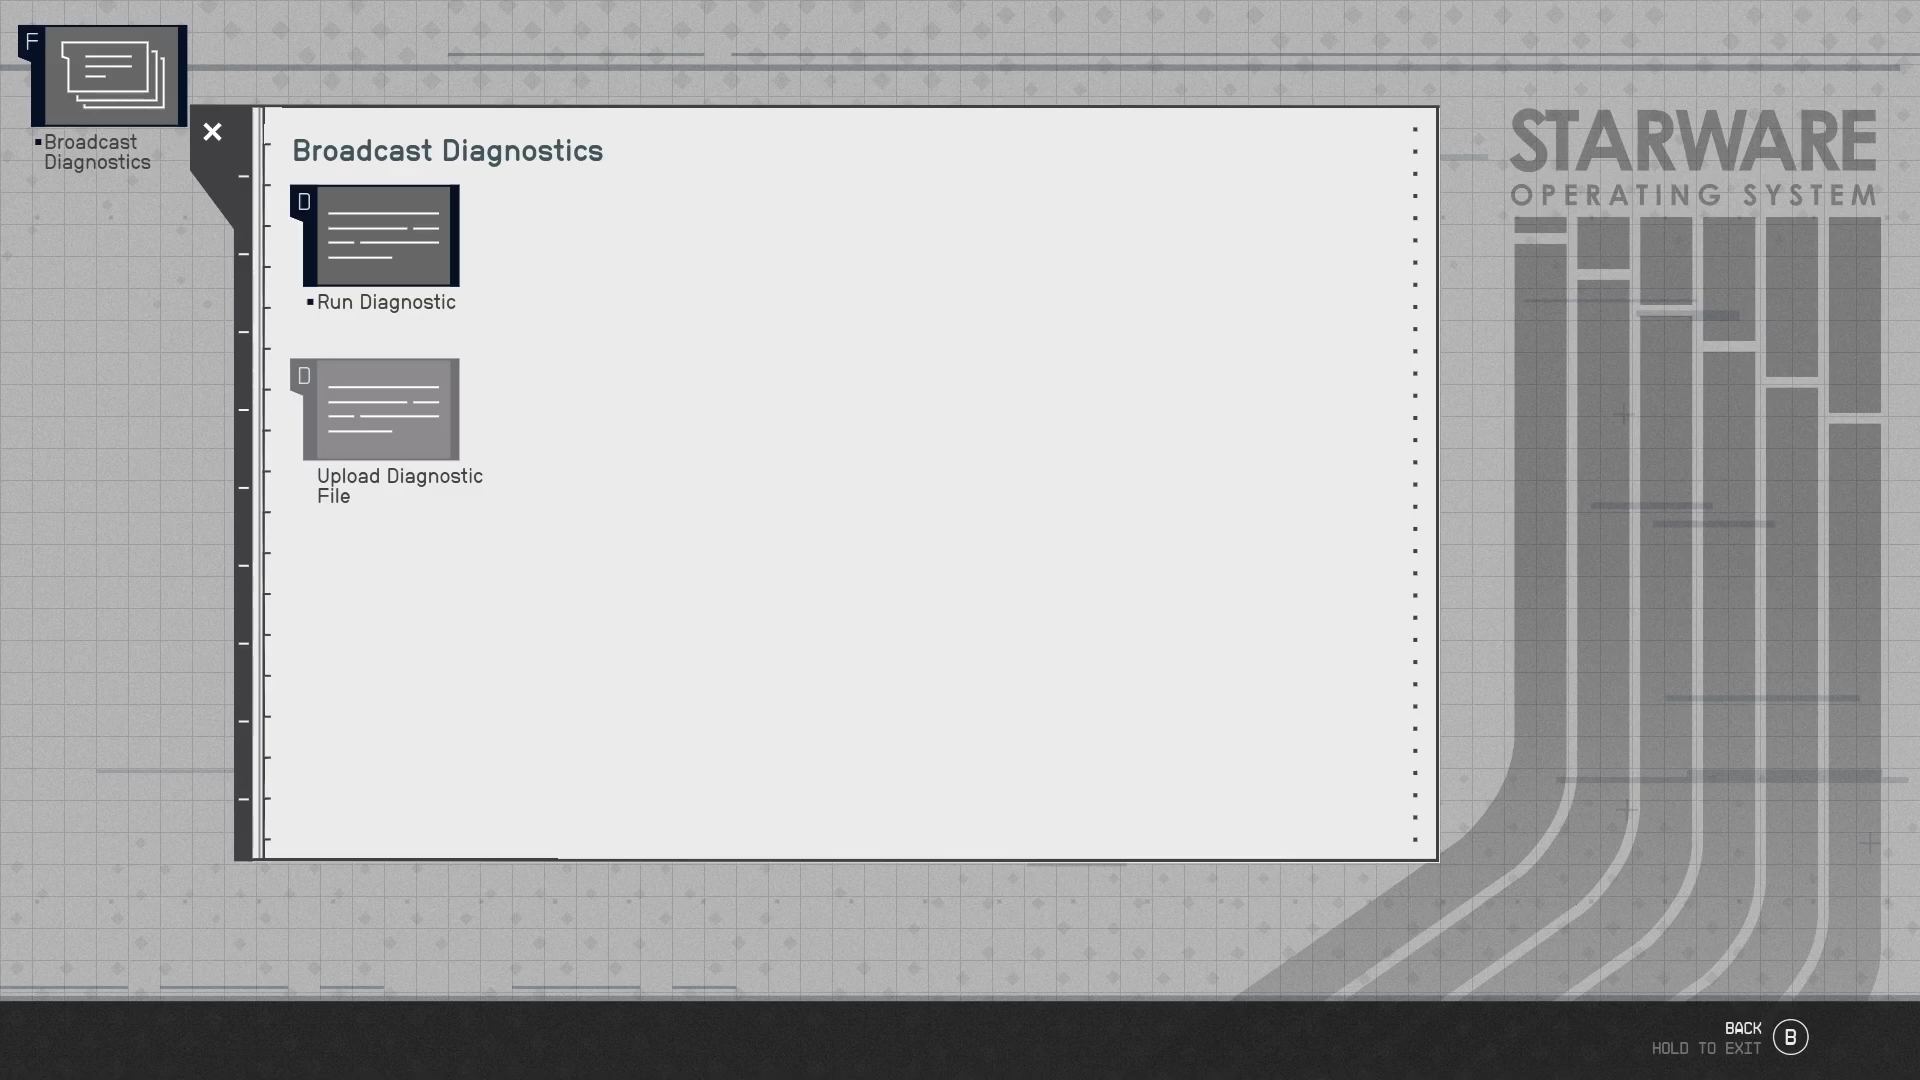 F
Broadcast
Diagnostics
STARWARE
OPERATING SYSTEM
Broadcast Diagnostics
D
Run Diagnostic
D
Upload Diagnostic
File
BACK
HOLD TO EXIT
B